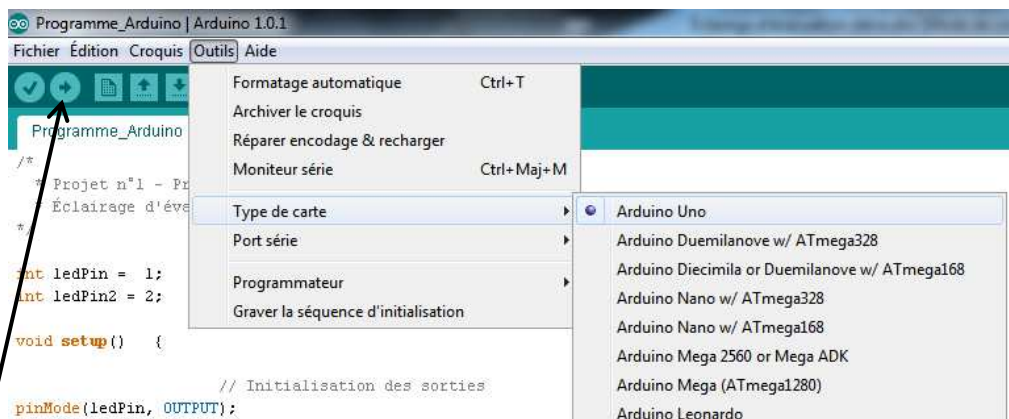 Programme_Arduino | Arduino 1.0.1
Fichier Édition Croquis Outils Aide
Programme_Arduino
/*
* Projet n°1 - Pr
* Éclairage d'éva
*/
int ledPin = 1;
int ledPin2 = 2;
void setup() {
// Initialisation des sorties
pinMode(ledPin, OUTPUT);
Formatage automatique Ctrl+T
Archiver le croquis
Réparer encodage & recharger
Moniteur série Ctrl+Maj+M
Type de carte
Port série
Programmateur
Graver la séquence d'initialisation
Arduino Uno
Arduino Duemilanove w/ ATmega328
Arduino Diecimila or Duemilanove w/ ATmega168
Arduino Nano w/ ATmega328
Arduino Nano w/ ATmega168
Arduino Mega 2560 or Mega ADK
Arduino Mega (ATmega1280)
Arduino Leonardo